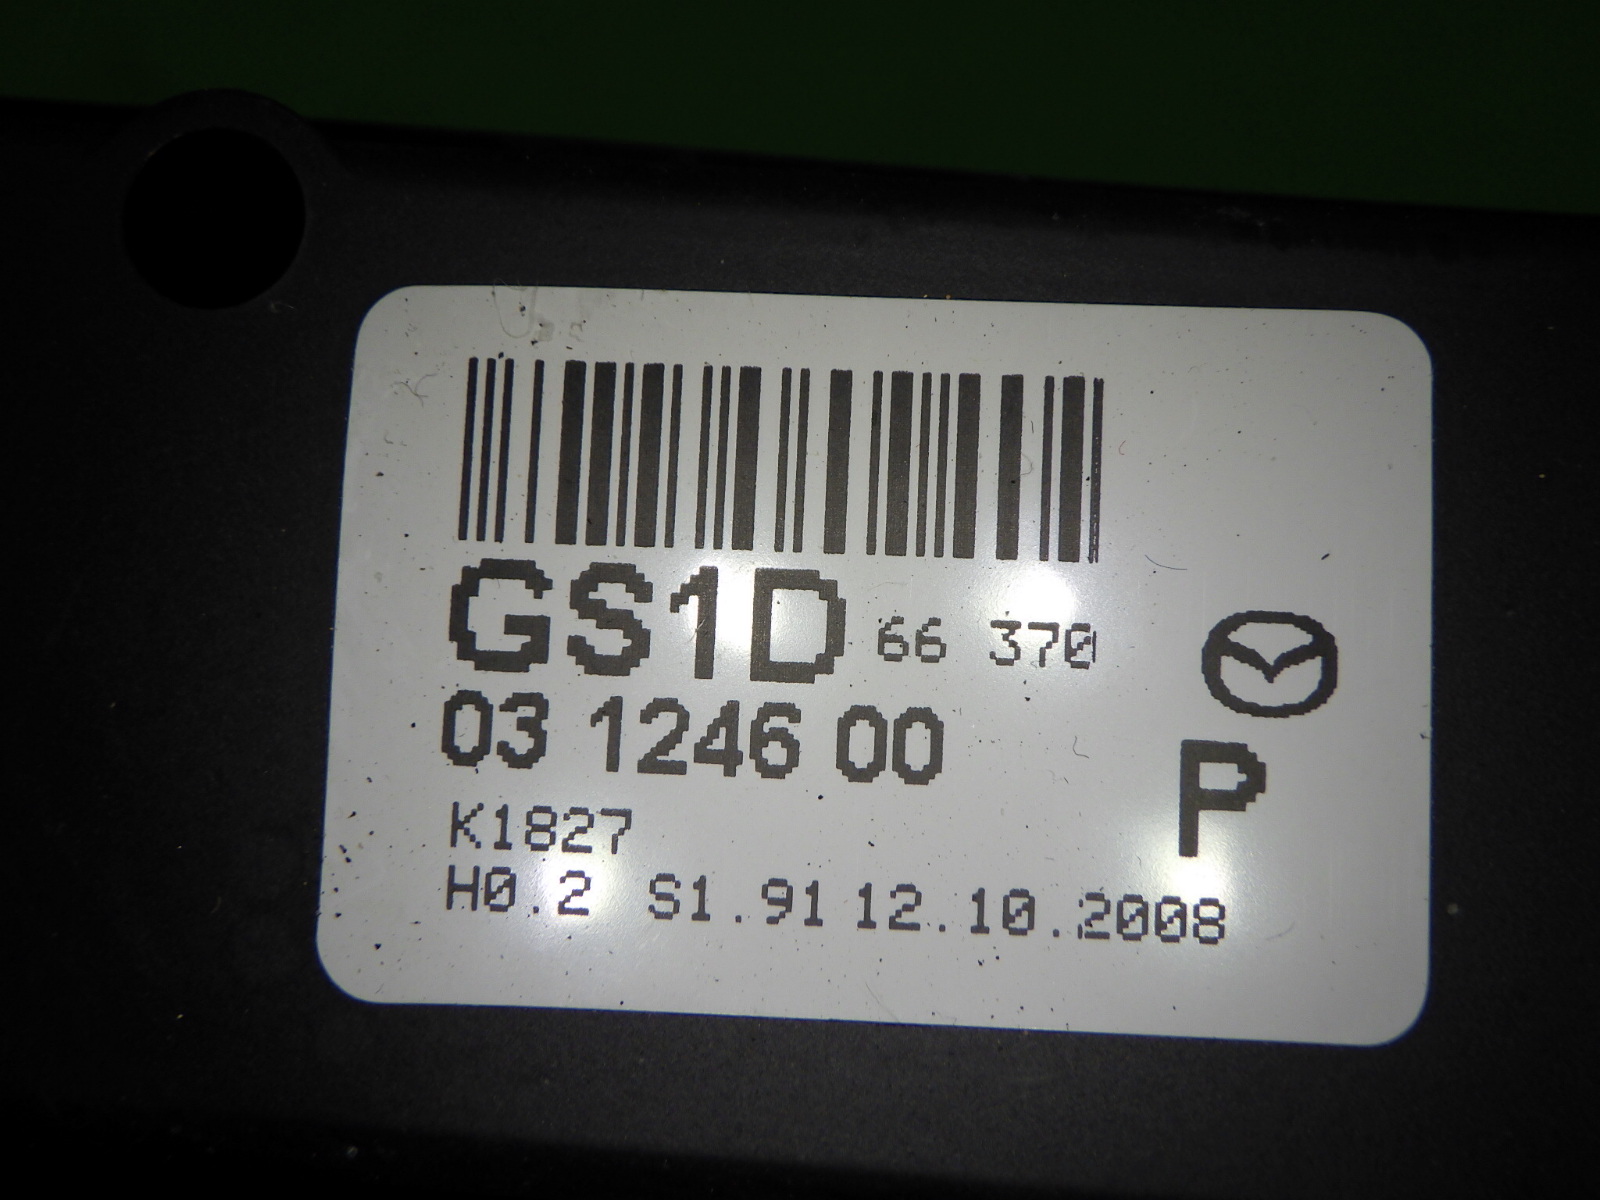 GS1D 66 370
03 1246 00
P
K1827
H0.2 S1.91 12.10.2008